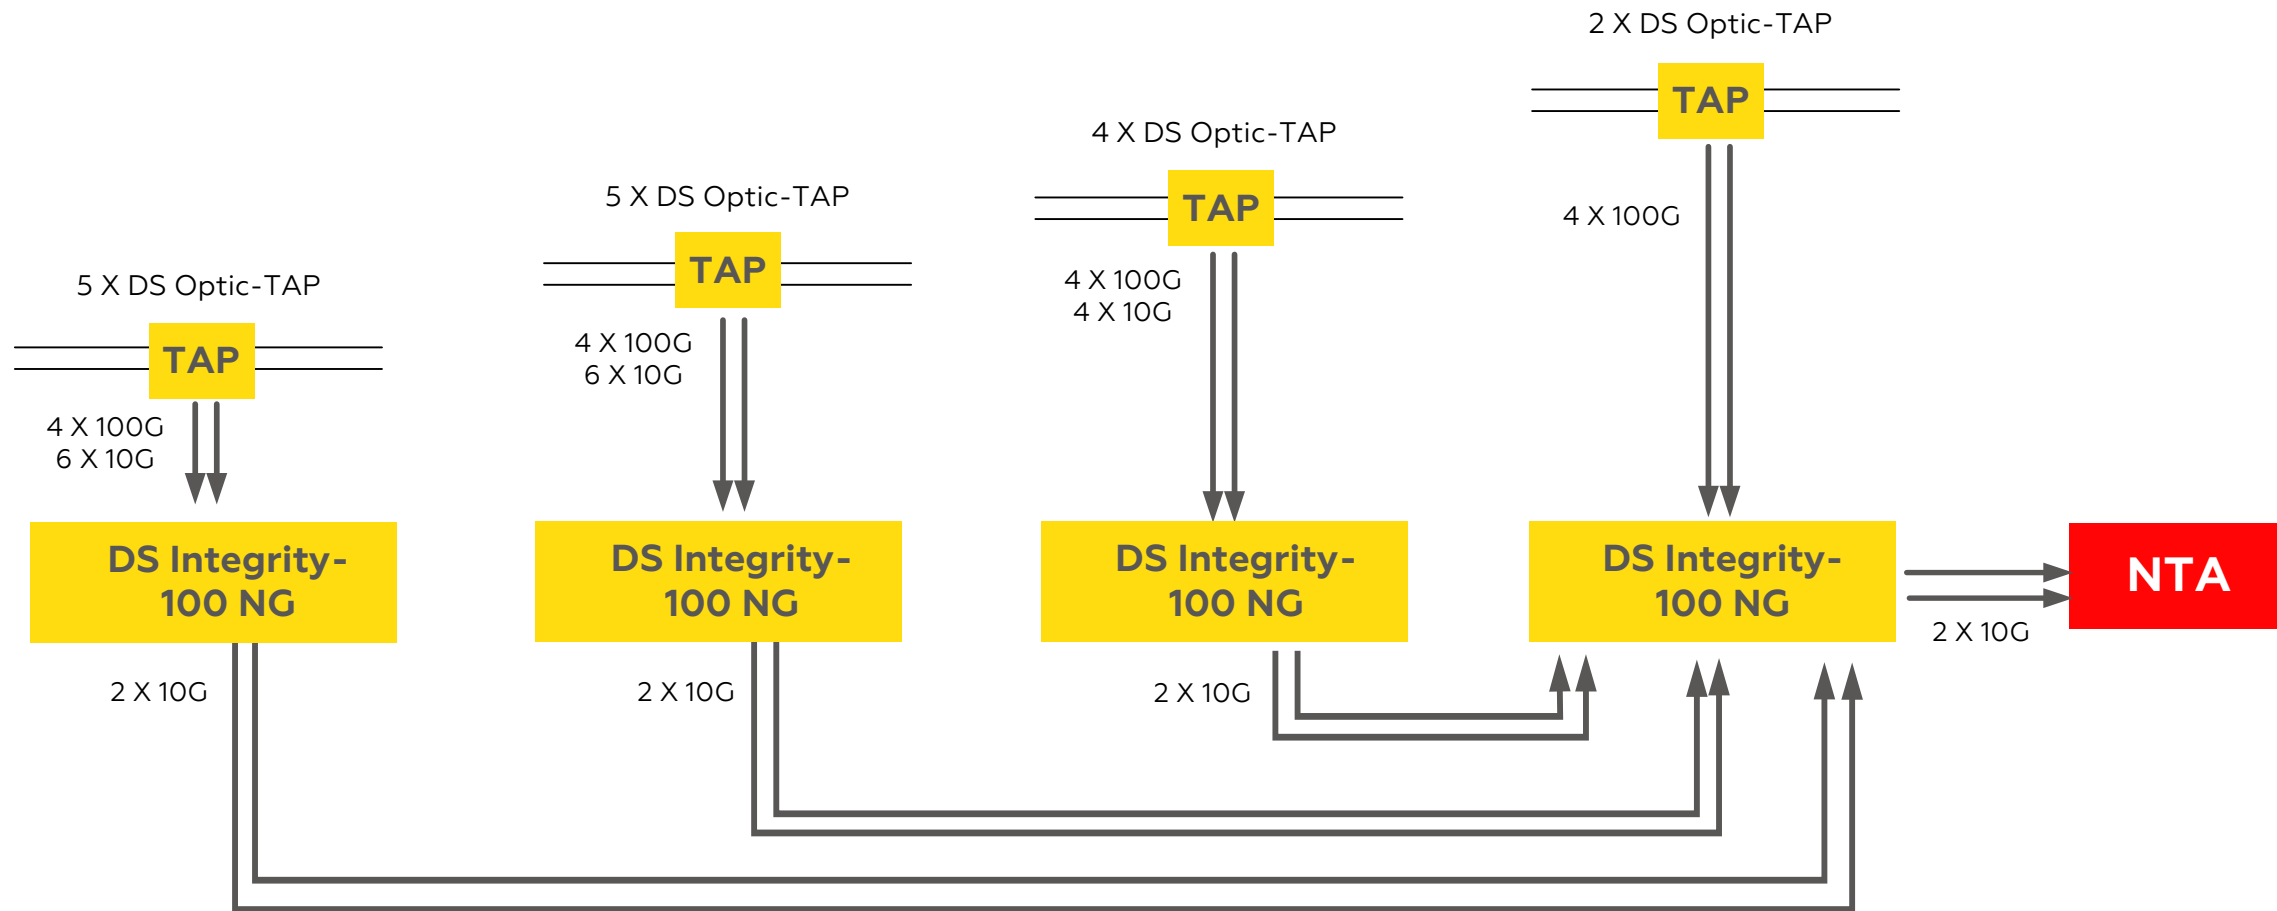 2 X DS Optic-TAP
TAP
4 X 100G
4 X DS Optic-TAP
TAP
4 X 100G
4 X 10G
5 X DS Optic-TAP
TAP
4 X 100G
6 X 10G
5 X DS Optic-TAP
TAP
4 X 100G
6 X 10G
DS Integrity-
100 NG
2 X 10G
DS Integrity-
100 NG
2 X 10G
DS Integrity-
100 NG
2 X 10G
DS Integrity-
100 NG
2 X 10G
NTA